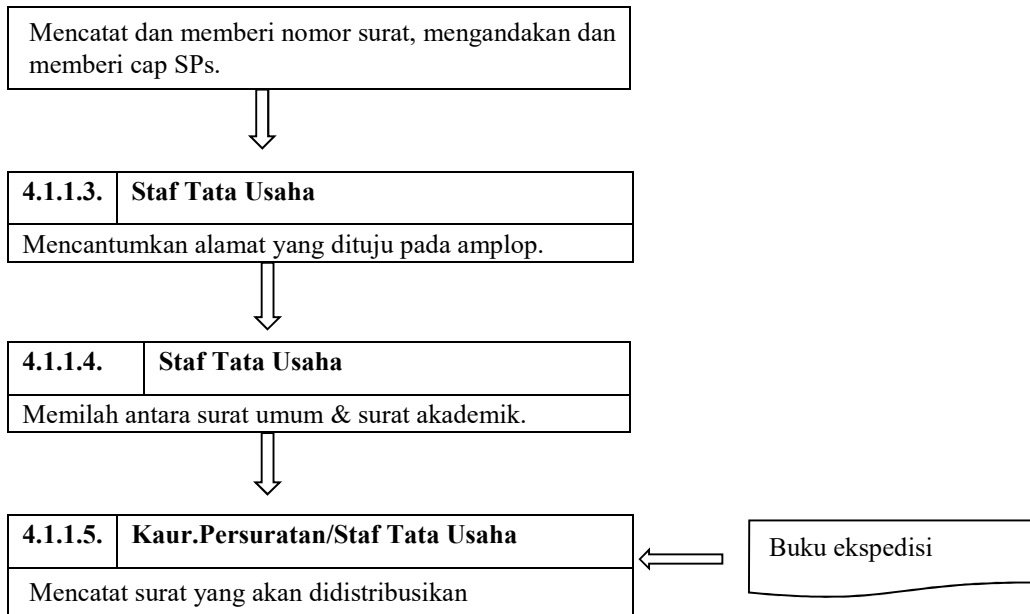 Mencatat dan memberi nomor surat, mengandakan dan
memberi cap SPs.
4.1.1.3. Staf Tata Usaha
Mencantumkan alamat yang dituju pada amplop.
4.1.1.4. Staf Tata Usaha
Memilah antara surat umum & surat akademik.
4.1.1.5. Kaur.Persuratan/Staf Tata Usaha
Buku ekspedisi
Mencatat surat yang akan didistribusikan